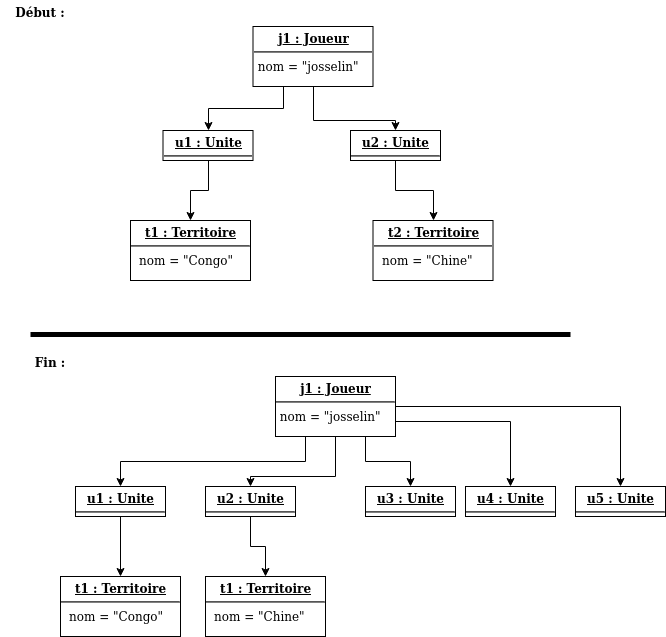 Début :
j1 : Joueur
nom = "josselin"
u1 : Unite
u2 : Unite
t1 : Territoire
nom = "Congo"
t2 : Territoire
nom = "Chine"
Fin :
j1 : Joueur
nom = "josselin"
u1 : Unite
u2 : Unite
u3 : Unite
u4 : Unite
u5 : Unite
t1 : Territoire
nom = "Congo"
t1 : Territoire
nom = "Chine"